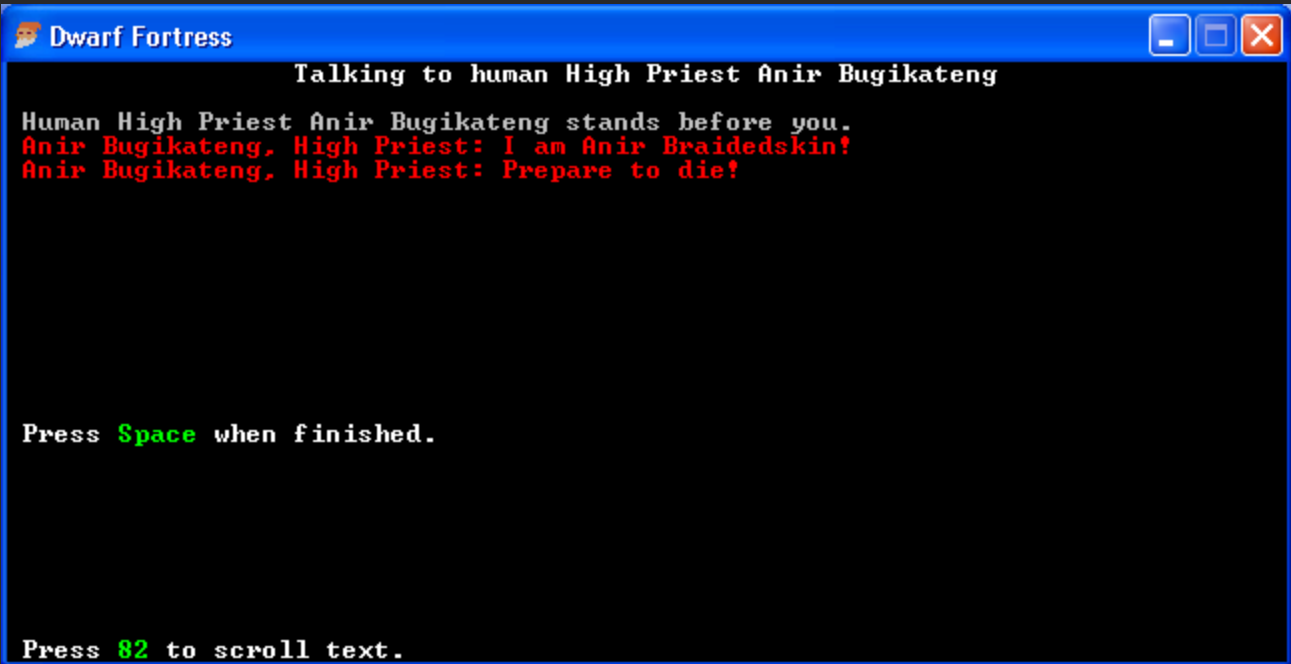 Dwarf Fortress
Talking to human High Priest Anir Bugikateng
Human High Priest Anir Bugikateng stands before you.
Anir Bugikateng, High Priest: I am Anir Braidedskin!
Anir Bugikateng, High Priest: Prepare to die!
Press Space when finished.
Press 82 to scroll text.